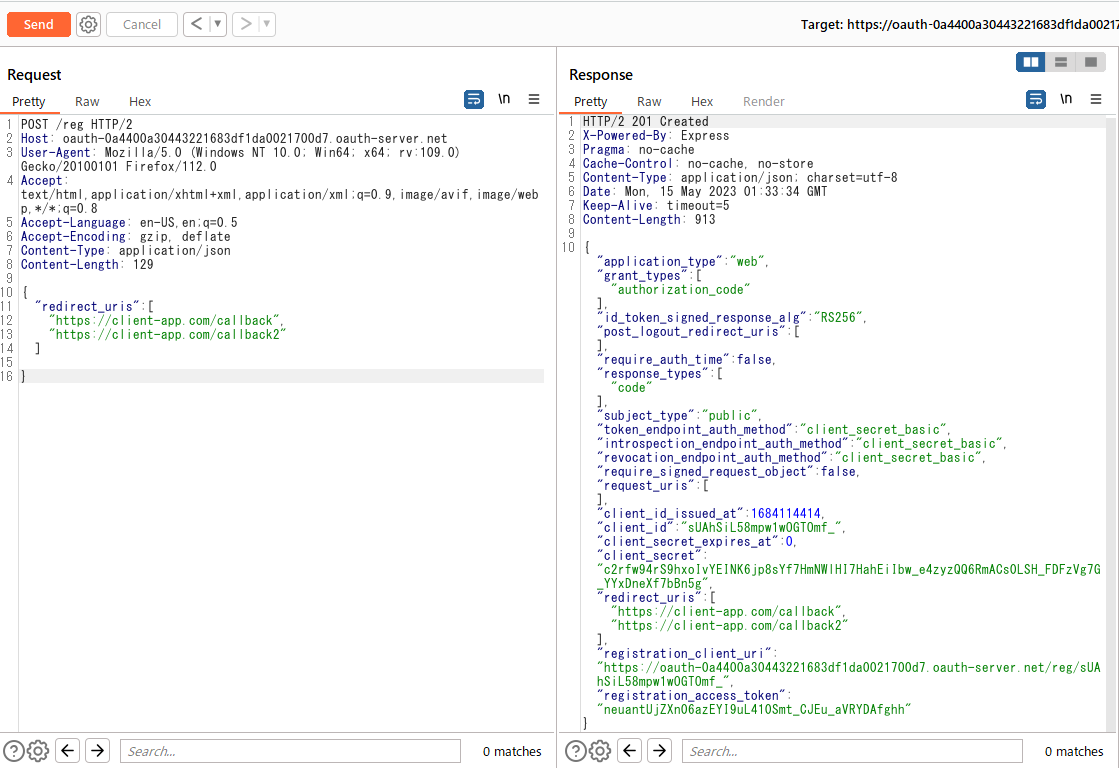 Send
Cancel
Target: https://oauth-0a4400a30443221683df1da00217
Request
Pretty Raw Hex
\n
1 POST /reg HTTP/2
2 Host: oauth-0a4400a30443221683df1da0021700d7.oauth-server.net
3 User-Agent: Mozilla/5.0 (Windows NT 10.0; Win64; x64; rv:109.0)
Gecko/20100101 Firefox/112.0
4 Accept:
text/html,application/xhtml+xml,application/xml;q=0.9,image/avif,image/web
p,*/*;q=0.8
5 Accept-Language: en-US,en;q=0.5
6 Accept-Encoding: gzip, deflate
7 Content-Type: application/json
8 Content-Length: 129
9
10 {
11 "redirect_uris":[
12 "https://client-app.com/callback",
13 "https://client-app.com/callback2"
14 ]
15
16 }
Search...
0 matches
Response
Pretty Raw Hex Render
\n
1 HTTP/2 201 Created
2 X-Powered-By: Express
3 Pragma: no-cache
4 Cache-Control: no-cache, no-store
5 Content-Type: application/json; charset=utf-8
6 Date: Mon, 15 May 2023 01:33:34 GMT
7 Keep-Alive: timeout=5
8 Content-Length: 913
9
10 {
"application_type":"web",
"grant_types":[
"authorization_code"
],
"id_token_signed_response_alg":"RS256",
"post_logout_redirect_uris":[
],
"require_auth_time":false,
"response_types":[
"code"
],
"subject_type":"public",
"token_endpoint_auth_method":"client_secret_basic",
"introspection_endpoint_auth_method":"client_secret_basic",
"revocation_endpoint_auth_method":"client_secret_basic",
"require_signed_request_object":false,
"request_uris":[
],
"client_id_issued_at":1684114414,
"client_id":"sUAhSiL58mpw1wOGTOmf_",
"client_secret_expires_at":0,
"client_secret":
"c2rfw94rS9hxoIvYEINK6jp8sYf7HmNWlHI7HahEi1bw_e4zyzQQ6RmACsOLSH_FDFzVg7G
_YYxDneXf7bBn5g",
"redirect_uris":[
"https://client-app.com/callback",
"https://client-app.com/callback2"
],
"registration_client_uri":
"https://oauth-0a4400a30443221683df1da0021700d7.oauth-server.net/reg/sUA
hSiL58mpw1wOGTOmf_",
"registration_access_token":
"neuantUjZXnO6azEYI9uL41OSmt_CJEu_aVRYDAfghh"
}
Search...
0 matches